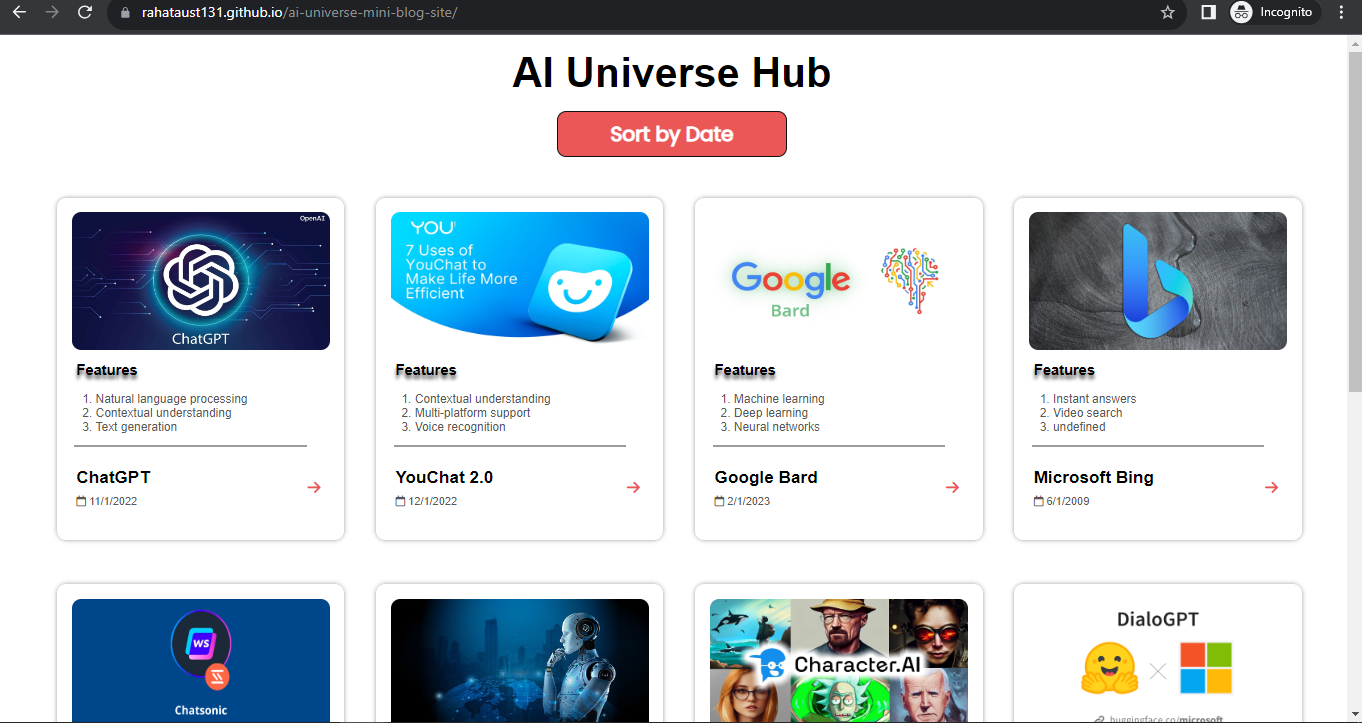 rahataust131.github.io/ai-universe-mini-blog-site/
Incognito
AI Universe Hub
Sort by Date
OpenAI
ChatGPT
Features
1. Natural language processing
2. Contextual understanding
3. Text generation
ChatGPT
11/1/2022
YOU!
7 Uses of
YouChat to
Make Life More
Efficient
Features
1. Contextual understanding
2. Multi-platform support
3. Voice recognition
YouChat 2.0
12/1/2022
Google
Bard
Features
1. Machine learning
2. Deep learning
3. Neural networks
Google Bard
2/1/2023
Features
1. Instant answers
2. Video search
3. undefined
Microsoft Bing
6/1/2009
WS
Chatsonic
Character.AI
DialoGPT
huggingface.co/microsoft